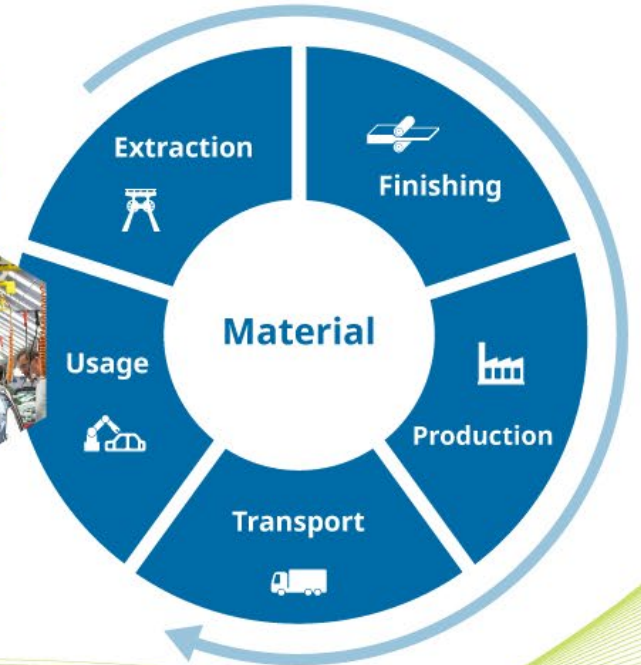 Extraction
Finishing
Material
Usage
Production
Transport